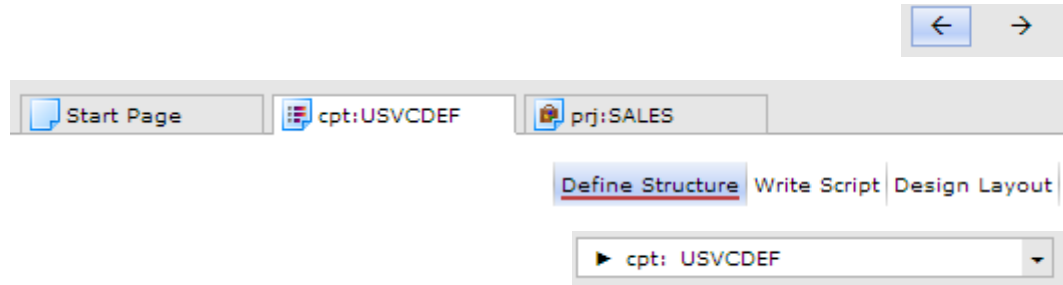 ← →
Start Page cpt:USVCDEF prj:SALES
Define Structure Write Script Design Layout
► cpt: USVCDEF